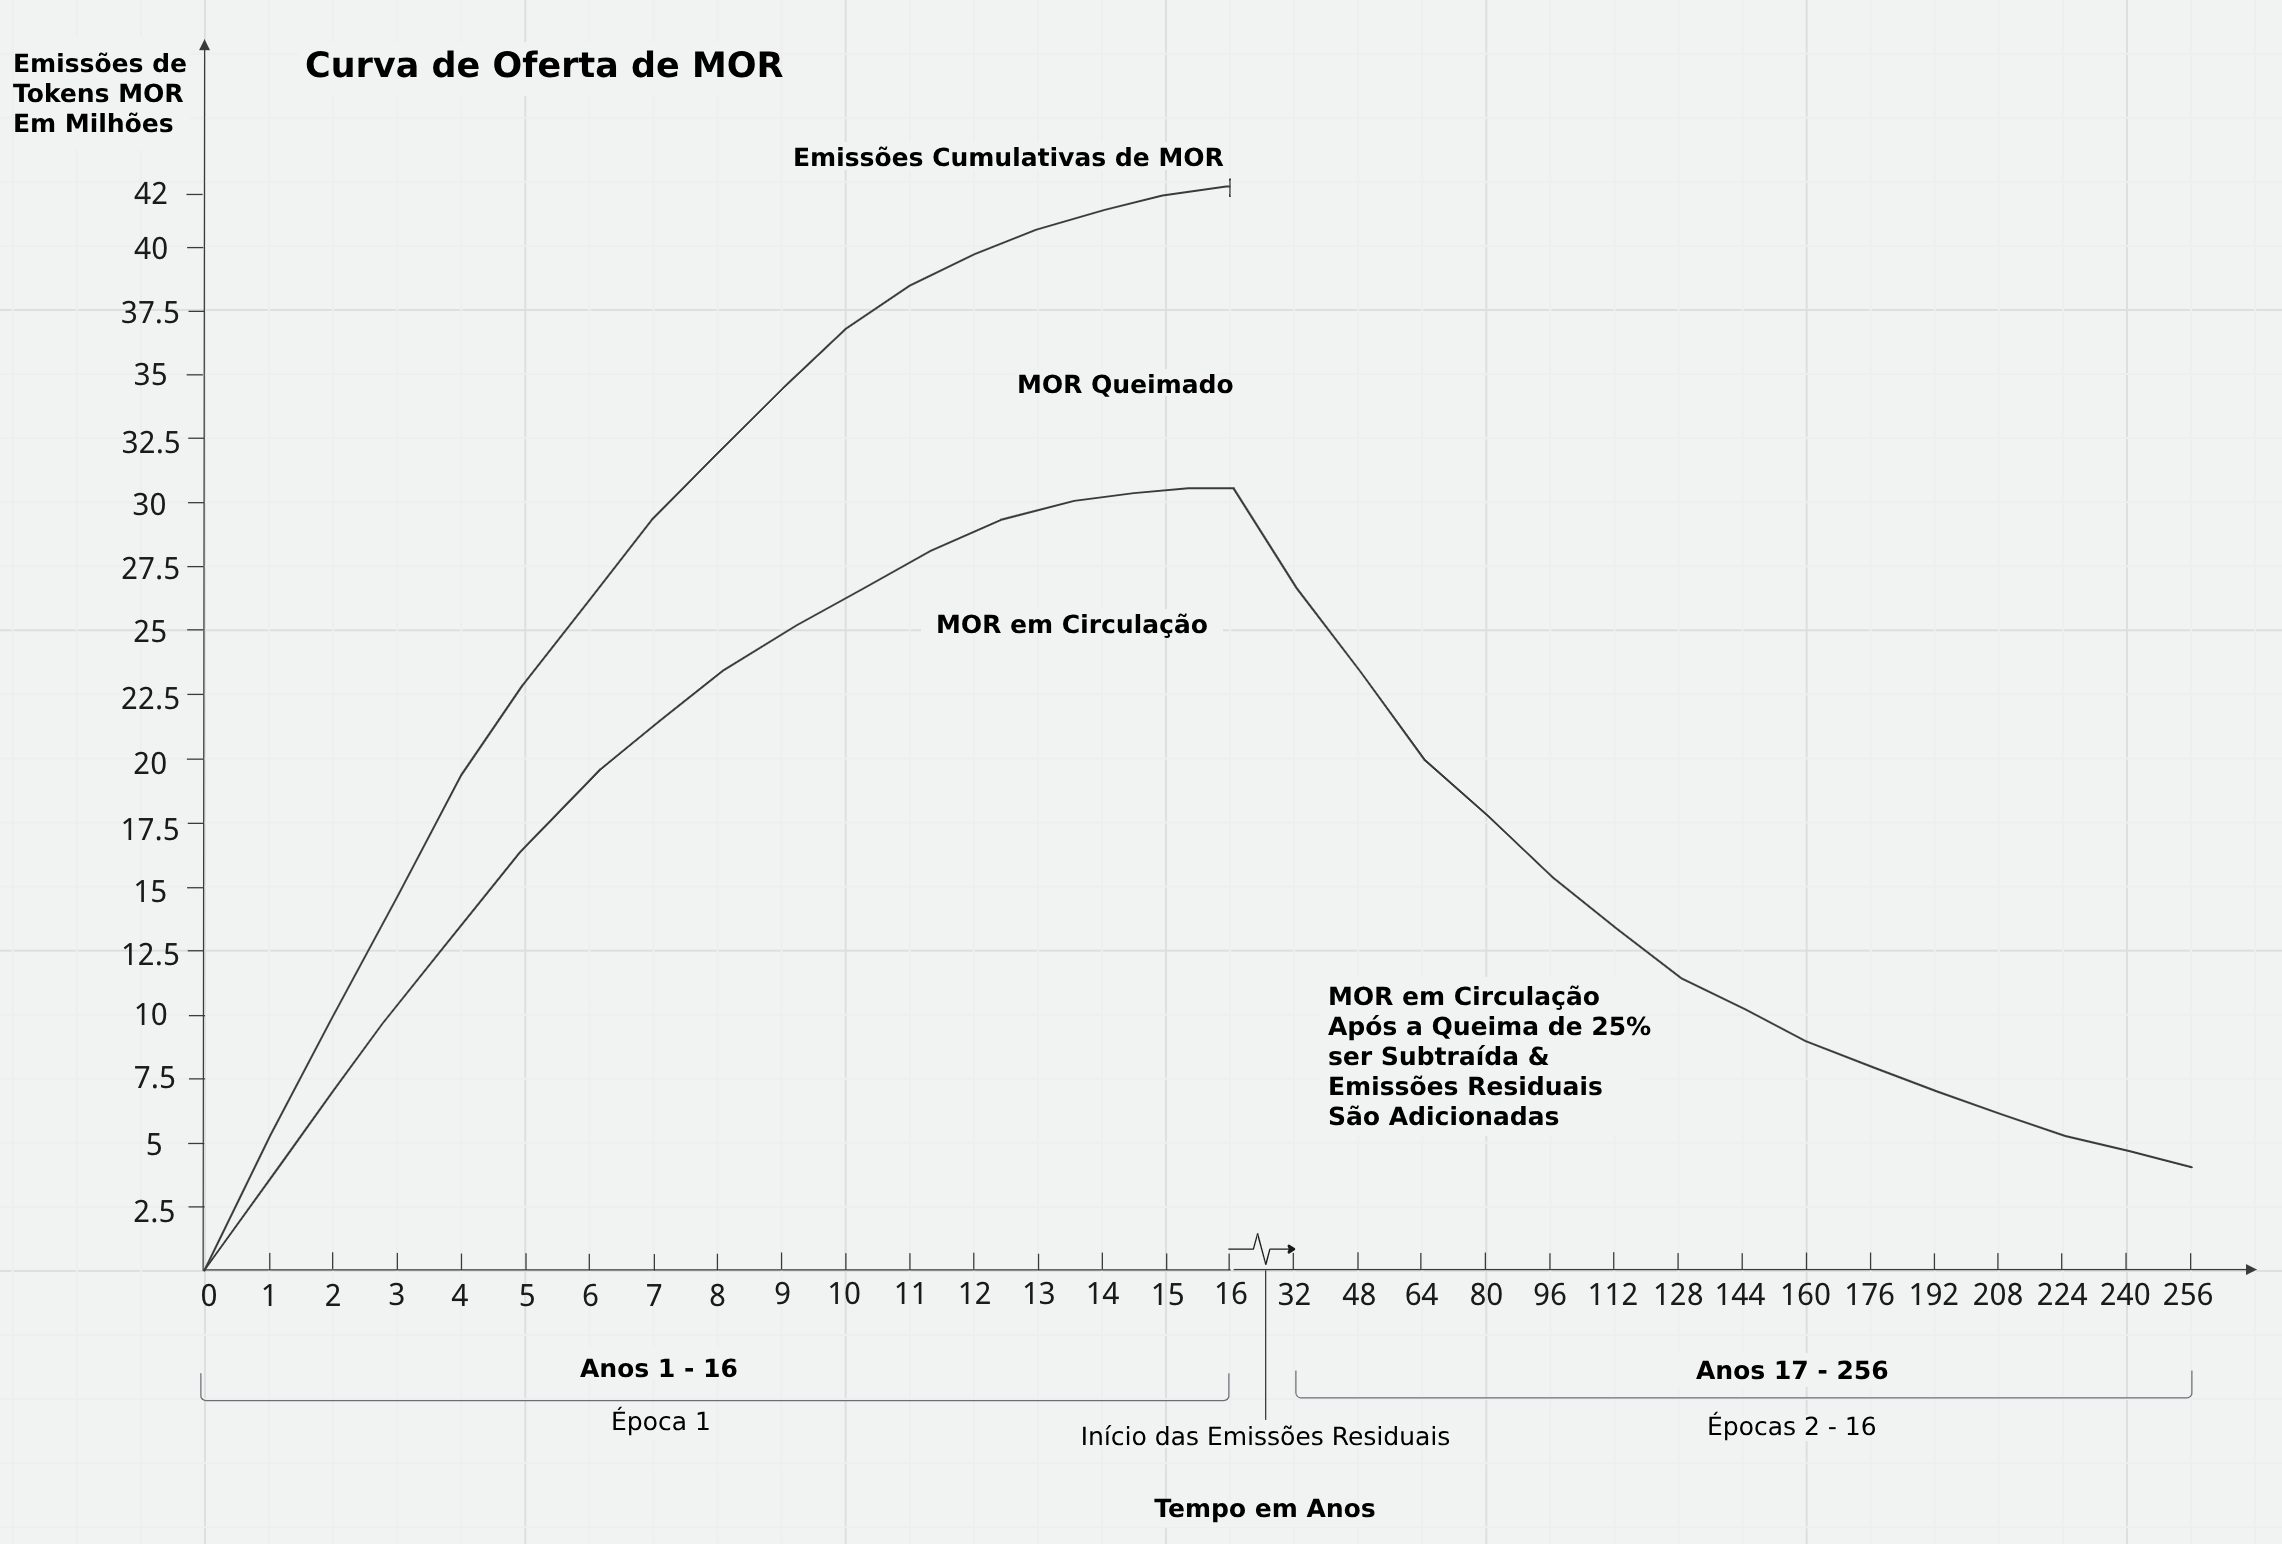 Emissões de
Tokens MOR
Em Milhões
Curva de Oferta de MOR
Emissões Cumulativas de MOR
42
40
37.5
35
MOR Queimado
32.5
30
27.5
25
MOR em Circulação
22.5
20
17.5
15
12.5
10
7.5
5
2.5
MOR em Circulação
Após a Queima de 25%
ser Subtraída &
Emissões Residuais
São Adicionadas
0 1 2 3 4 5 6 7 8 9 10 11 12 13 14 15 16 32 48 64 80 96 112 128 144 160 176 192 208 224 240 256
Anos 1 - 16
Época 1
Anos 17 - 256
Épocas 2 - 16
Início das Emissões Residuais
Tempo em Anos